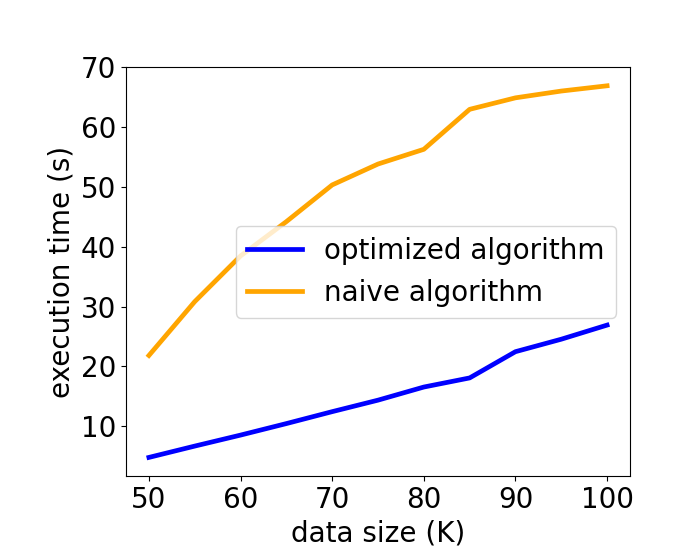 70
60
50
40
30
20
10
execution time (s)
optimized algorithm
naive algorithm
50 60 70 80 90 100
data size (K)